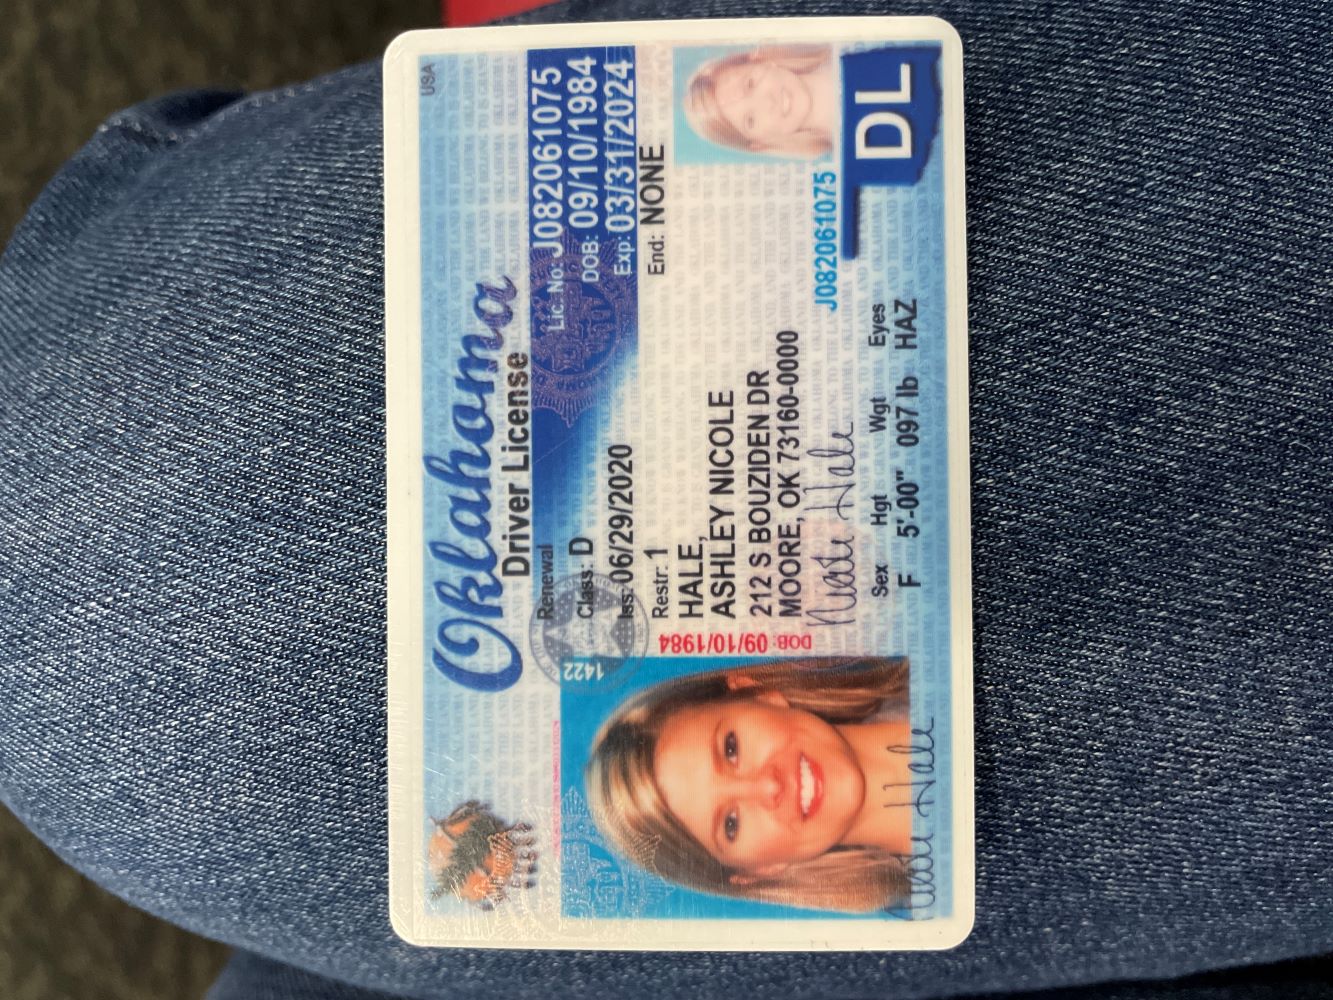 USA
Oklahoma
Driver License
Renewal
Lic. No: J082061075
1422
Class: D
DOB: 09/10/1984
Iss: 06/29/2020
Exp: 03/31/2024
Restr: 1
End: NONE
DOB: 09/10/1984
HALE,
ASHLEY NICOLE
212 S BOUZIDEN DR
MOORE, OK 73160-0000
J082061075
Hale
Sex Hgt Wgt Eyes
F 5'-00" 097 lb HAZ
DL
Hale